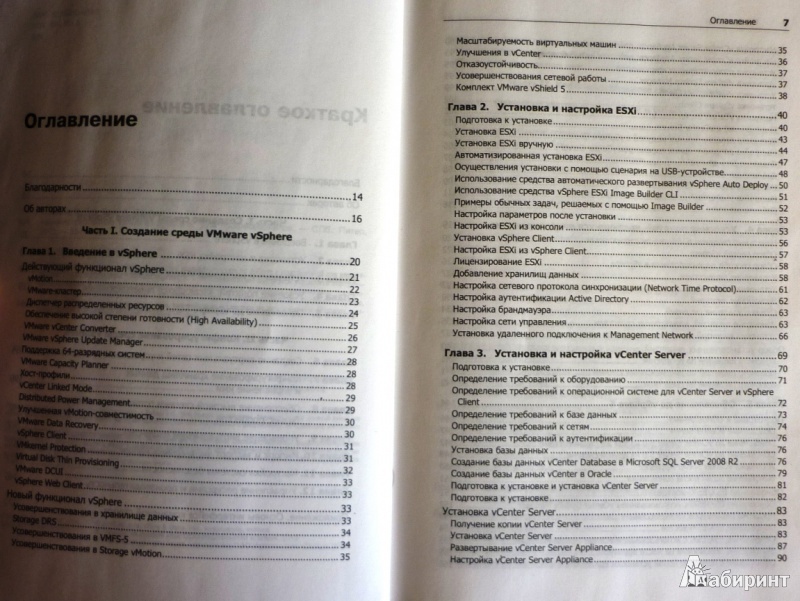 Оглавление
Благодарности 14
Об авторах 16
Часть I. Создание среды VMware vSphere
Глава 1. Введение в vSphere 20
Действующий функционал vSphere 21
vMotion 22
VMware-кластер 23
Диспетчер распределенных ресурсов 24
Обеспечение высокой степени готовности (High Availability) 25
VMware vCenter Converter 26
VMware vSphere Update Manager 27
Поддержка 64-разрядных систем 28
VMware Capacity Planner 28
Хост-профили 28
vCenter Linked Mode 29
Distributed Power Management 29
Улучшенная vMotion-совместимость 30
VMware Data Recovery 30
vSphere Client 31
VMkernel Protection 31
Virtual Disk Thin Provisioning 32
VMware DCUI 33
vSphere Web Client 33
Новый функционал vSphere 33
Усовершенствования в хранилище данных 33
Storage DRS 34
Усовершенствования в VMFS-5 34
Усовершенствования в Storage vMotion 35
Оглавление 7
Масштабируемость виртуальных машин 35
Улучшения в vCenter 36
Отказоустойчивость 37
Усовершенствования сетевой работы 37
Комплект VMware vShield 5 38
Глава 2. Установка и настройка ESXi 40
Подготовка к установке 40
Установка ESXi 43
Установка ESXi вручную 44
Автоматизированная установка ESXi 47
Осуществления установки с помощью сценария на USB-устройстве 48
Использование средства автоматического развертывания vSphere Auto Deploy 50
Использование средства vSphere ESXi Image Builder CLI 51
Примеры обычных задач, решаемых с помощью Image Builder 52
Настройка параметров после установки 53
Настройка ESXi из консоли 53
Установка vSphere Client 56
Настройка ESXi из vSphere Client 57
Лицензирование ESXi 58
Добавление хранилищ данных 58
Настройка сетевого протокола синхронизации (Network Time Protocol) 61
Настройка аутентификации Active Directory 62
Настройка брандмауэра 63
Настройка сети управления 63
Установка удаленного подключения к Management Network 66
Глава 3. Установка и настройка vCenter Server 69
Подготовка к установке 70
Определение требований к оборудованию 71
Определение требований к операционной системе для vCenter Server и vSphere
Client 72
Определение требований к базе данных 73
Определение требований к сетям 74
Определение требований к аутентификации 76
Установка базы данных 76
Создание базы данных vCenter Database в Microsoft SQL Server 2008 R2 76
Создание базы данных vCenter в Oracle 79
Подготовка к установке и установка vCenter Server 81
Подготовка к установке 82
Установка vCenter Server 83
Получение копии vCenter Server 83
Установка vCenter Server 83
Развертывание vCenter Server Appliance 87
Настройка vCenter Server Appliance 90
Лабиринт